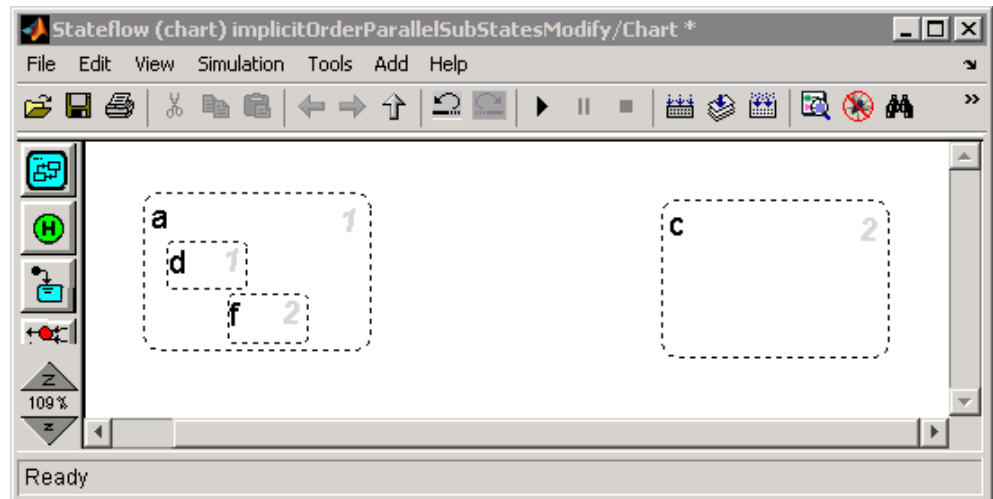 Stateflow (chart) implicitOrderParallelSubStatesModify/Chart *
File Edit View Simulation Tools Add Help
H
a 1
c 2
d 1
f 2
Z
109%
z
Ready